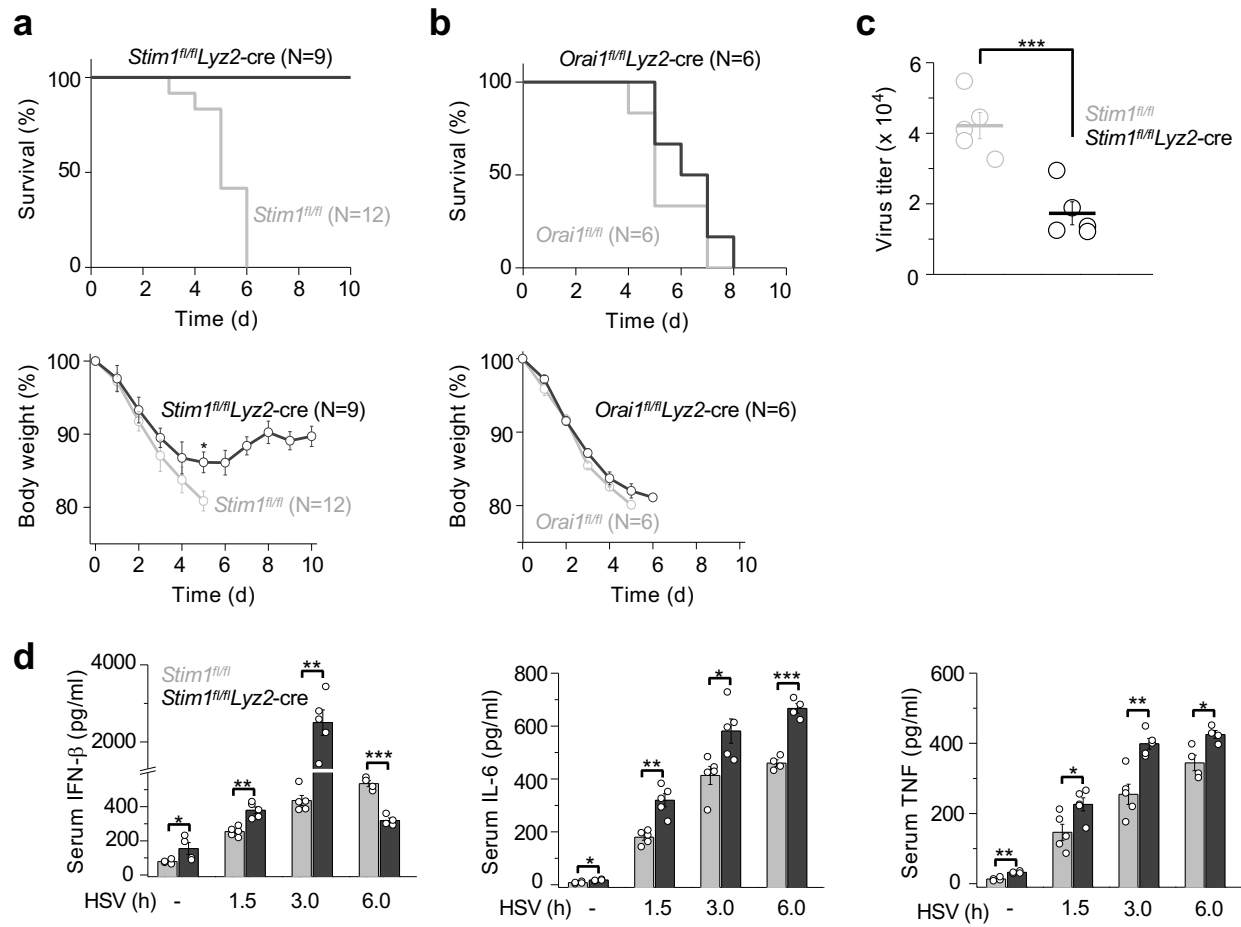 a
Stim1fl/flLyz2-cre (N=9)
100
50
0
Survival (%)
Stim1fl/fl (N=12)
0 2 4 6 8 10
Time (d)
100
90
80
Body weight (%)
Stim1fl/flLyz2-cre (N=9)
*
Stim1fl/fl (N=12)
0 2 4 6 8 10
Time (d)
b
Orai1fl/flLyz2-cre (N=6)
100
50
0
Survival (%)
Orai1fl/fl (N=6)
0 2 4 6 8 10
Time (d)
100
90
80
Body weight (%)
Orai1fl/flLyz2-cre (N=6)
Orai1fl/fl (N=6)
0 2 4 6 8 10
Time (d)
c
***
6
4
2
0
Virus titer (x 10^4)
Stim1fl/fl
Stim1fl/flLyz2-cre
d
4000
2000
400
200
0
Serum IFN-β (pg/ml)
Stim1fl/fl
Stim1fl/flLyz2-cre
* ** ** ***
HSV (h) - 1.5 3.0 6.0
800
600
400
200
0
Serum IL-6 (pg/ml)
* ** * ***
HSV (h) - 1.5 3.0 6.0
600
400
200
0
Serum TNF (pg/ml)
** * ** *
HSV (h) - 1.5 3.0 6.0